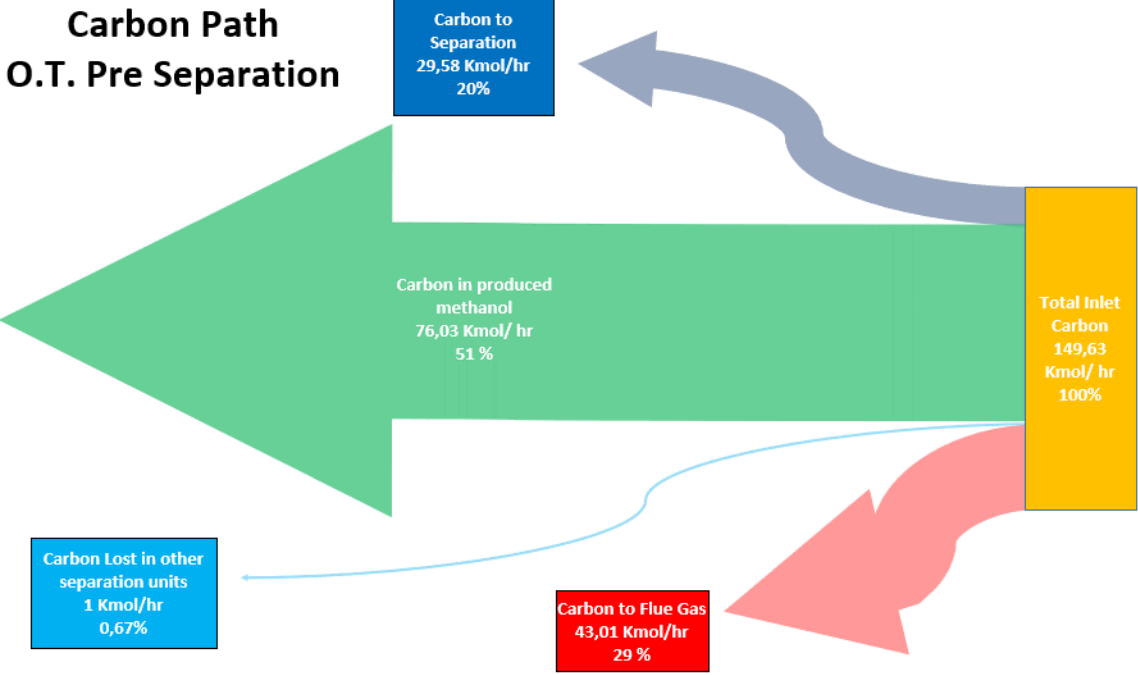 Carbon Path
O.T. Pre Separation
Carbon to
Separation
29,58 Kmol/hr
20%
Carbon in produced
methanol
76,03 Kmol/ hr
51 %
Total Inlet
Carbon
149,63
Kmol/ hr
100%
Carbon Lost in other
separation units
1 Kmol/hr
0,67%
Carbon to Flue Gas
43,01 Kmol/hr
29 %